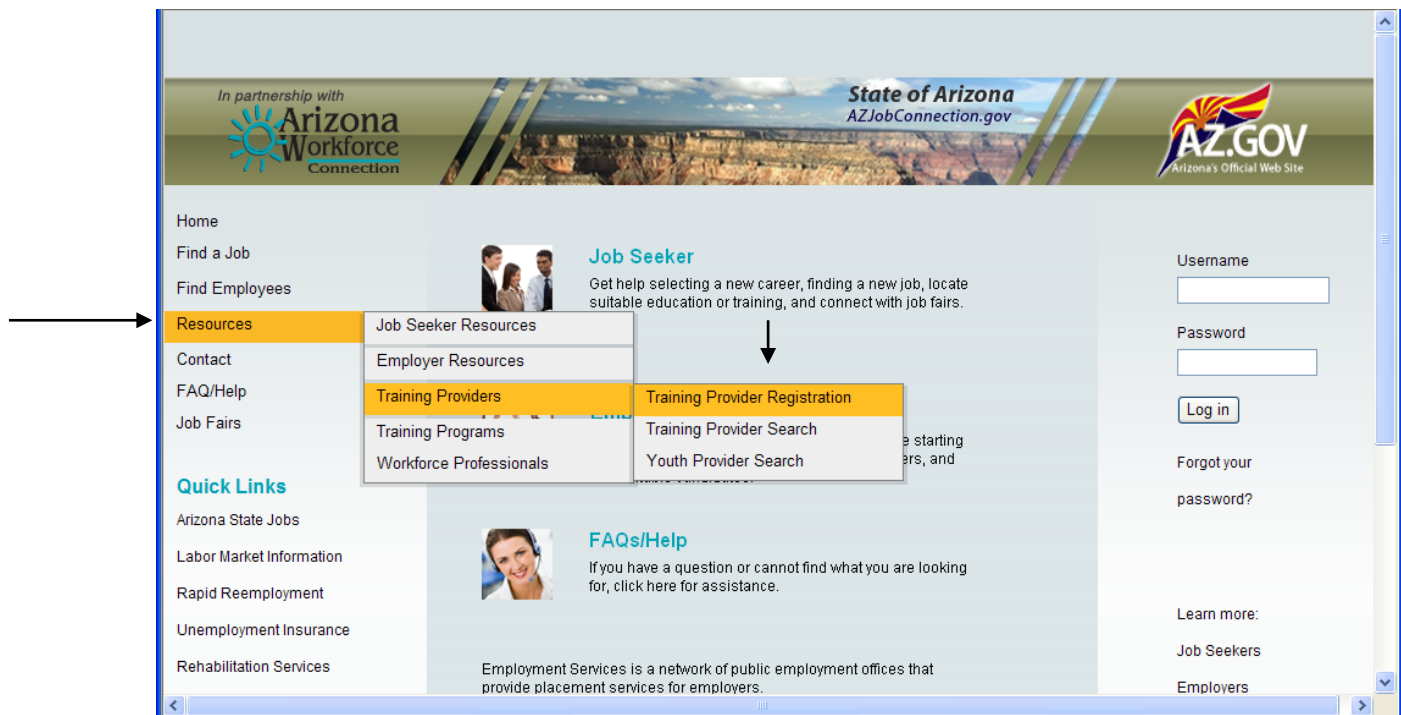 In partnership with
Arizona
Workforce
Connection
State of Arizona
AZJobConnection.gov
AZ.GOV
Arizona's Official Web Site
Home
Find a Job
Find Employees
Resources
Contact
FAQ/Help
Job Fairs
Job Seeker Resources
Employer Resources
Training Providers
Training Programs
Workforce Professionals
Training Provider Registration
Training Provider Search
Youth Provider Search
Quick Links
Arizona State Jobs
Labor Market Information
Rapid Reemployment
Unemployment Insurance
Rehabilitation Services
Job Seeker
Get help selecting a new career, finding a new job, locate
suitable education or training, and connect with job fairs.
starting
and
FAQs/Help
If you have a question or cannot find what you are looking
for, click here for assistance.
Employment Services is a network of public employment offices that
provide placement services for employers.
Username
Password
Log in
Forgot your
password?
Learn more:
Job Seekers
Employers